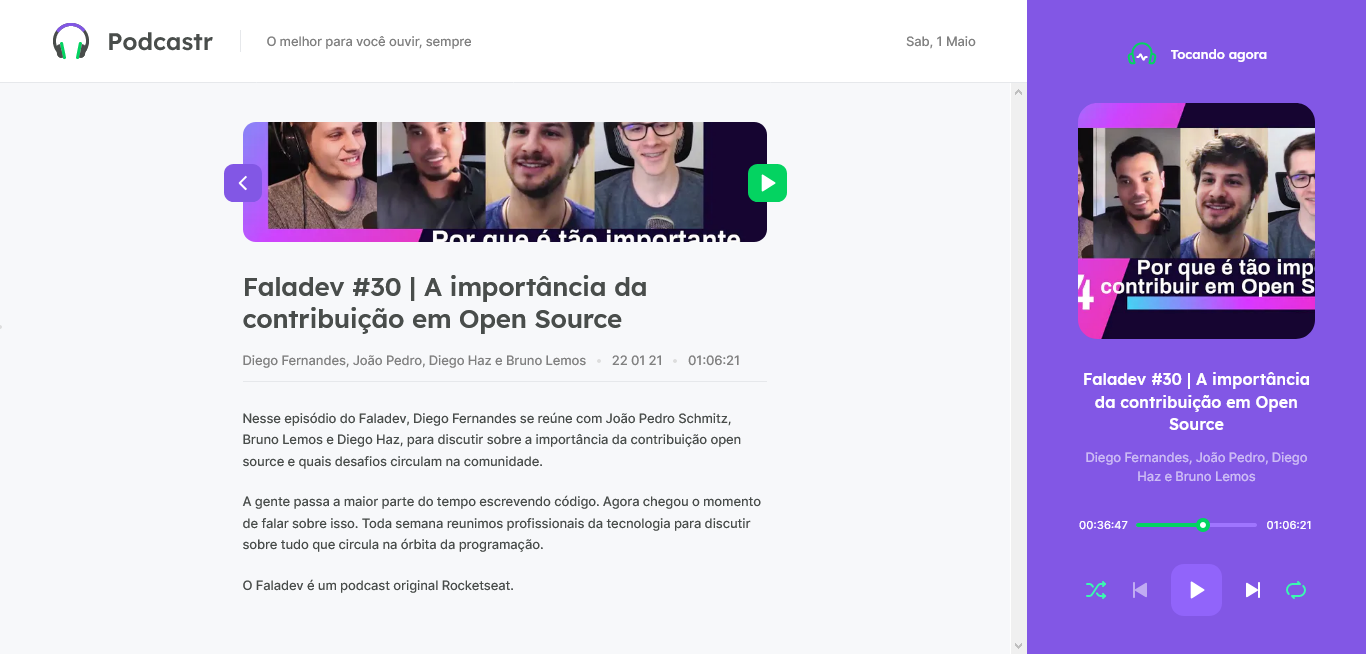 Podcastr
O melhor para você ouvir, sempre
Sab, 1 Maio
Por que é tão importante
Faladev #30 | A importância da
contribuição em Open Source
Diego Fernandes, João Pedro, Diego Haz e Bruno Lemos • 22 01 21 • 01:06:21
Nesse episódio do Faladev, Diego Fernandes se reúne com João Pedro Schmitz,
Bruno Lemos e Diego Haz, para discutir sobre a importância da contribuição open
source e quais desafios circulam na comunidade.
A gente passa a maior parte do tempo escrevendo código. Agora chegou o momento
de falar sobre isso. Toda semana reunimos profissionais da tecnologia para discutir
sobre tudo que circula na órbita da programação.
O Faladev é um podcast original Rocketseat.
Tocando agora
Por que é tão imp
4 contribuir em Open S
Faladev #30 | A importância
da contribuição em Open
Source
Diego Fernandes, João Pedro, Diego
Haz e Bruno Lemos
00:36:47
01:06:21